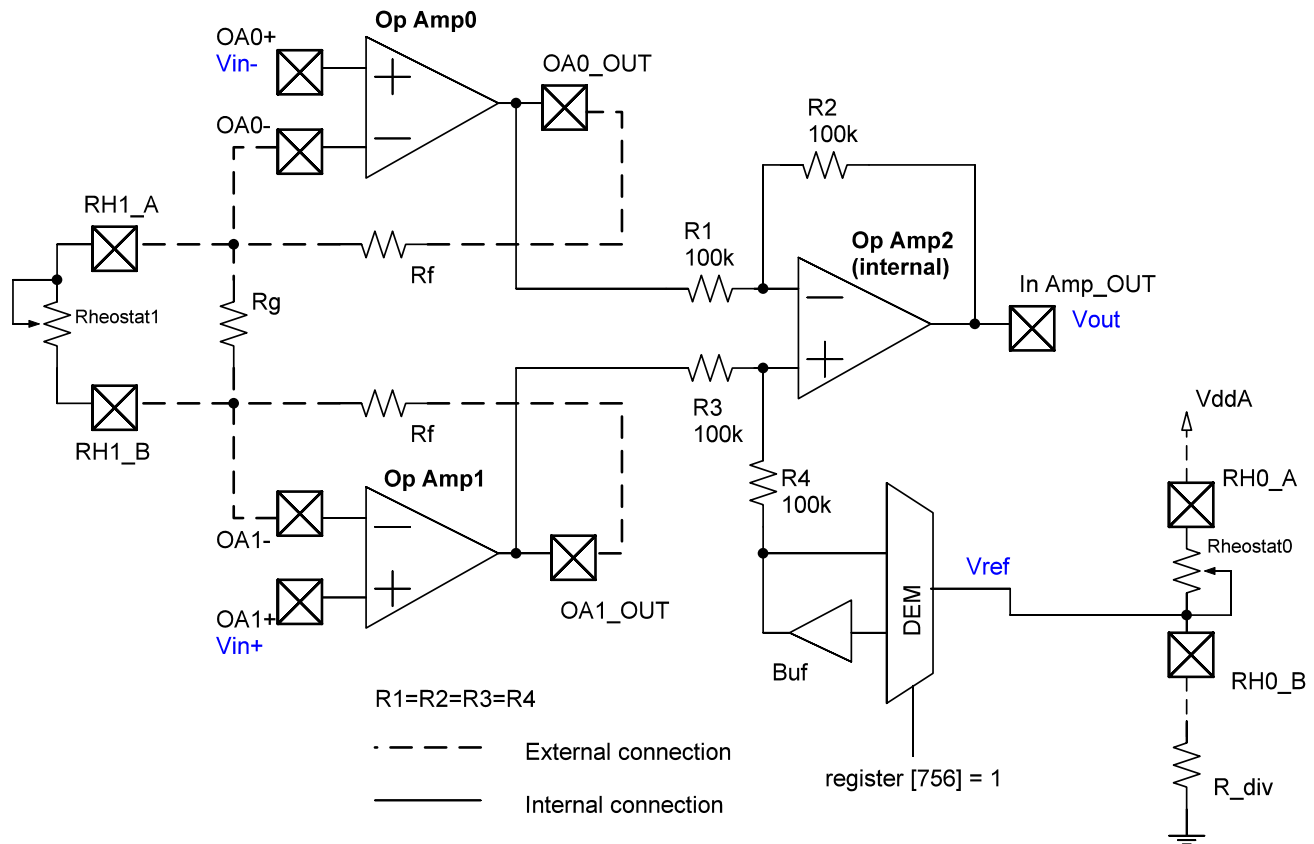 Op Amp0
OA0+
Vin-
OA0_OUT
OA0-
R2
100k
RH1_A
R1
100k
Op Amp2
(internal)
Rf
In Amp_OUT
Vout
Rg
Rheostat1
R3
100k
VddA
RH1_B
Rf
Op Amp1
R4
100k
RH0_A
OA1-
Rheostat0
Vref
OA1_OUT
DEM
OA1+
Vin+
Buf
RH0_B
R1=R2=R3=R4
External connection
register [756] = 1
R_div
Internal connection